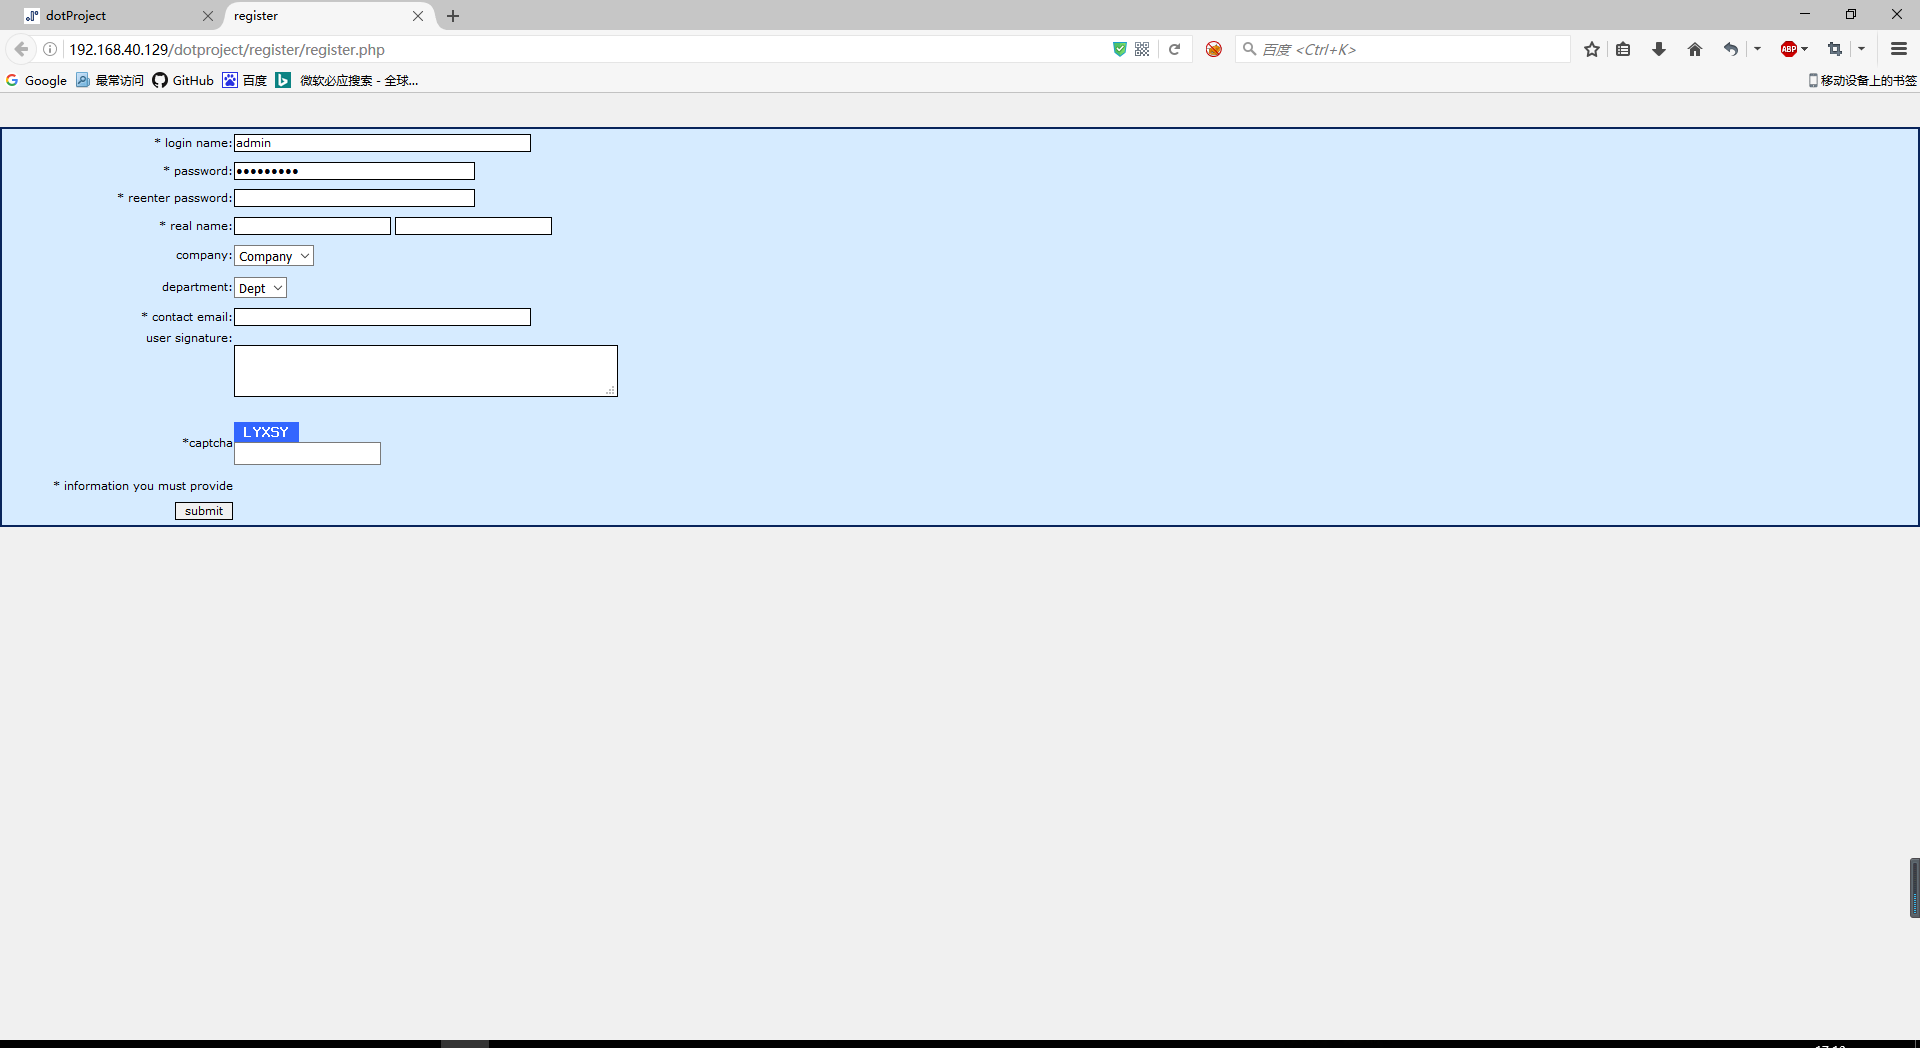 dotProject
register
192.168.40.129/dotproject/register/register.php
百度 <Ctrl+K>
ABP
Google
最常访问
GitHub
百度
微软必应搜索 - 全球...
移动设备上的书签
* login name: admin
* password: •••••••••
* reenter password:
* real name:
company: Company
department: Dept
* contact email:
user signature:
LYXSY
*captcha
* information you must provide
submit